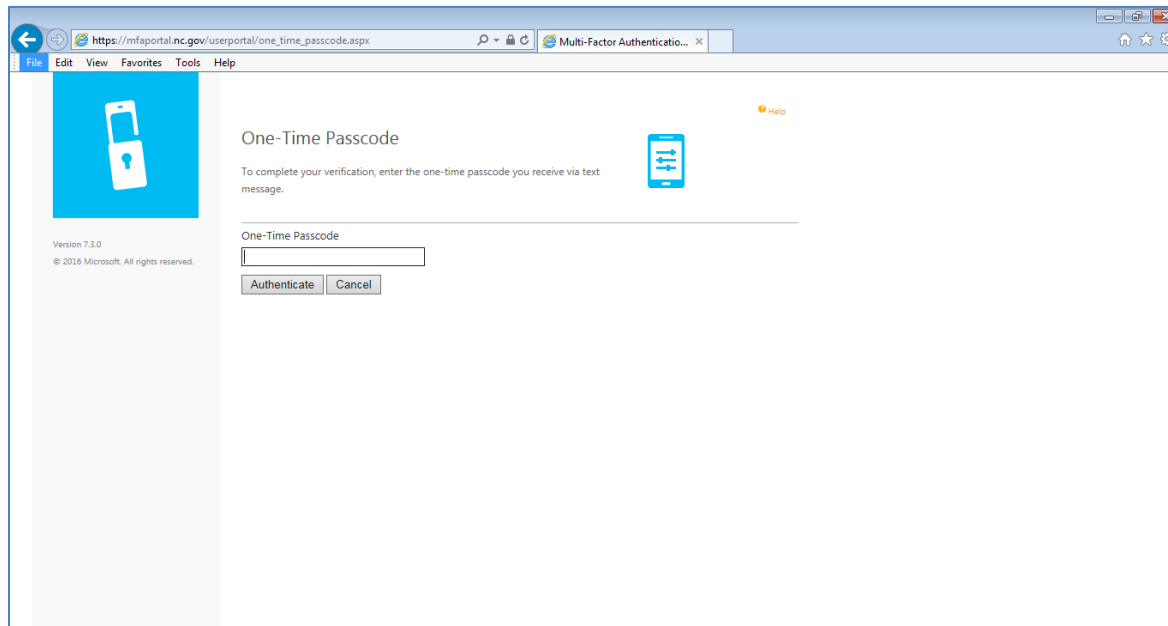 https://mfaportal.nc.gov/userportal/one_time_passcode.aspx
Multi-Factor Authenticatio...
File Edit View Favorites Tools Help
Help
One-Time Passcode
To complete your verification, enter the one-time passcode you receive via text
message.
One-Time Passcode
Version 7.3.0
© 2016 Microsoft. All rights reserved.
Authenticate Cancel